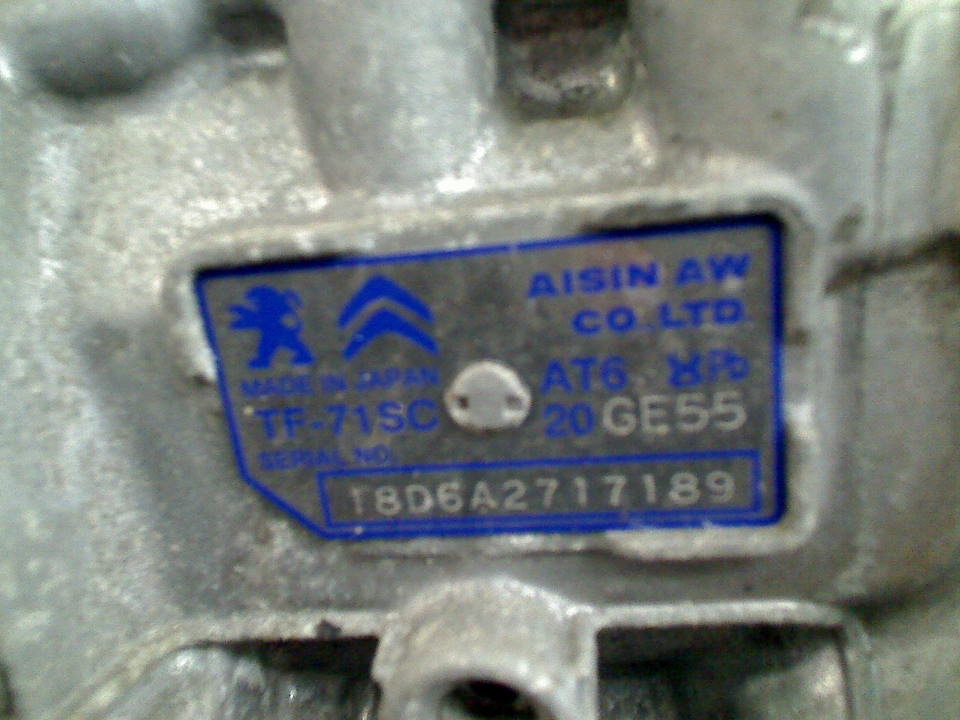 AISIN AW
CO.,LTD.
MADE IN JAPAN
AT6
TF-71SC
20 GE55
SERIAL NO.
T8D6A2717189